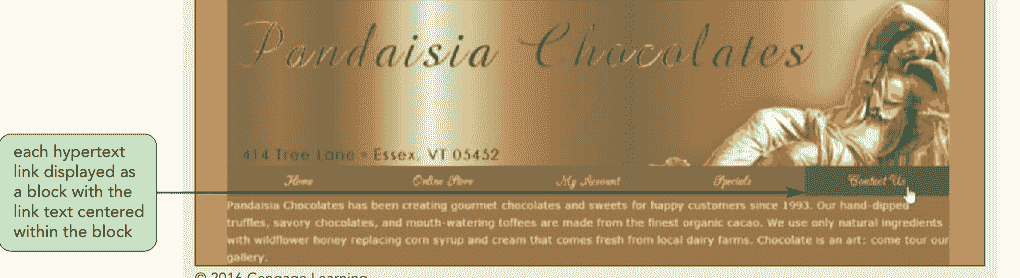 Pandaisia Chocolates
414 Tree Lane • Essex, VT 05452
each hypertext
link displayed as
a block with the
link text centered
within the block
Home Online Store My Account Specials Contact Us
Pandaisia Chocolates has been creating gourmet chocolates and sweets for happy customers since 1993. Our hand-dipped
truffles, savory chocolates, and mouth-watering toffees are made from the finest organic cacao. We use only natural ingredients
with wildflower honey replacing corn syrup and cream that comes fresh from local dairy farms. Chocolate is an art: come tour our
gallery.
© 2016 Cengage Learning